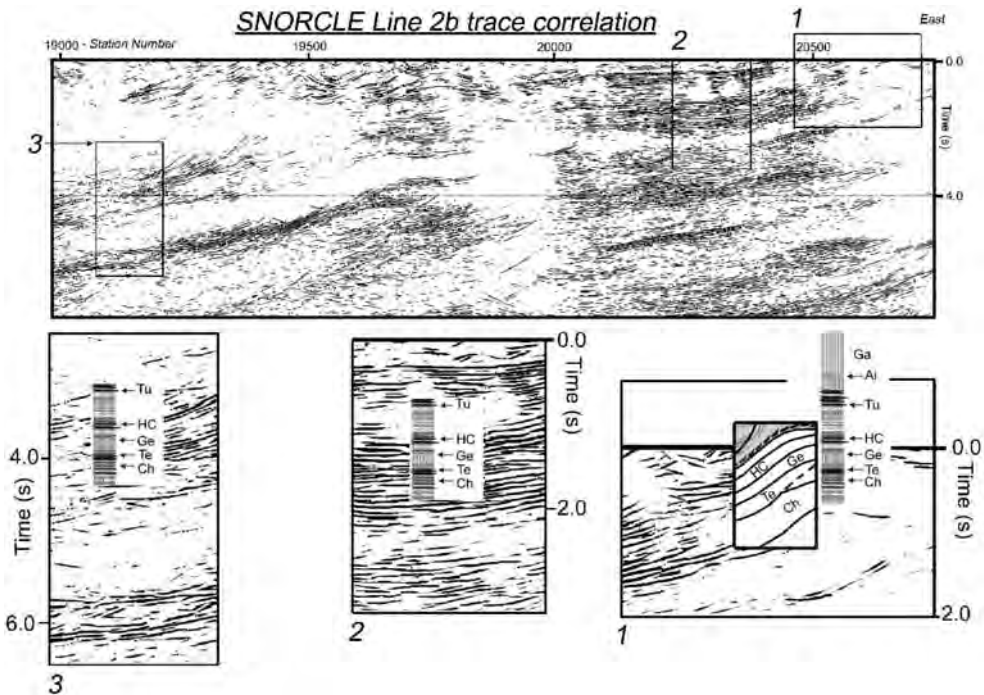 SNORCLE Line 2b trace correlation
1
East
19000 - Station Number
19500
20000
2
20500
0.0
3
Time (s)
4.0
0.0
Tu
HC
Ge
Te
Ch
4.0
Time (s)
6.0
3
Time (s)
Tu
HC
Ge
Te
Ch
2.0
2
Ga
Ai
Tu
HC
Ge
Te
Ch
HC
Ge
Te
Ch
0.0
Time (s)
2.0
1